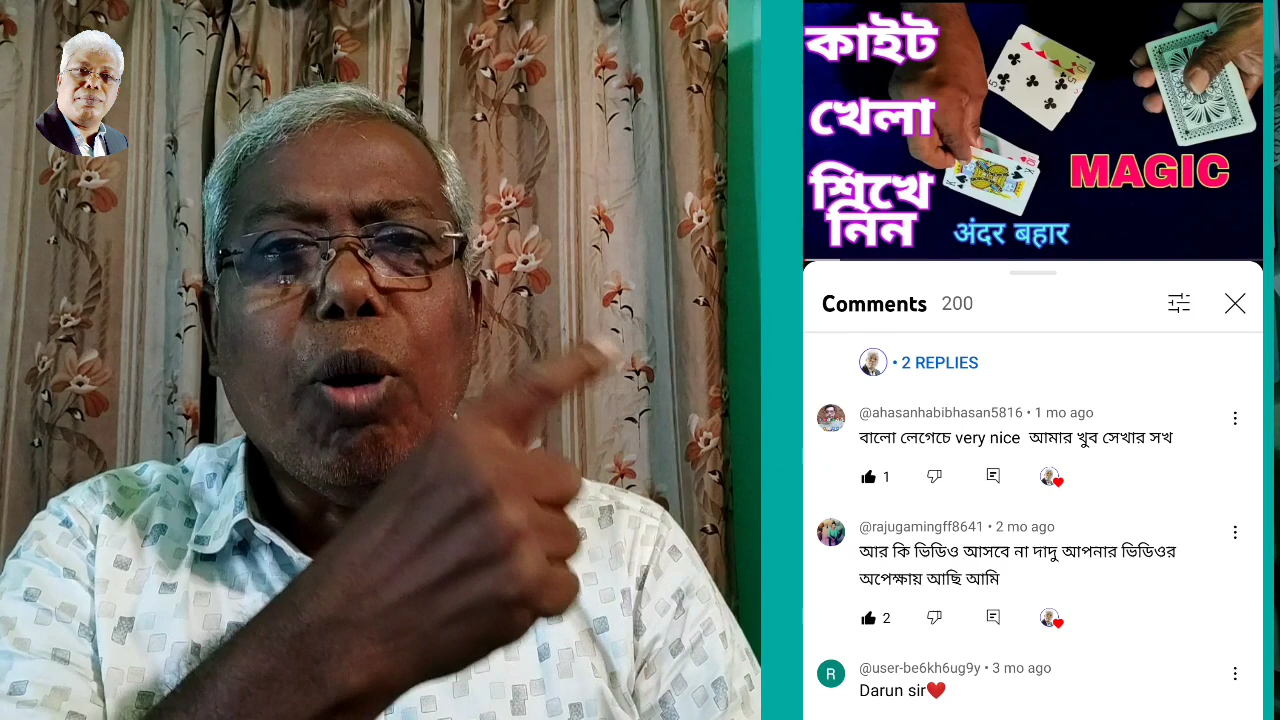 কাইট
খেলা
শিখে
নিন
MAGIC
अंदर बहार
Comments 200
• 2 REPLIES
@ahasanhabibhasan5816 • 1 mo ago
বালো লেগেচে very nice আমার খুব সেখার সখ
1
@rajugamingff8641 • 2 mo ago
আর কি ভিডিও আসবে না দাদু আপনার ভিডিওর
অপেক্ষায় আছি আমি
2
R
@user-be6kh6ug9y • 3 mo ago
Darun sir❤️